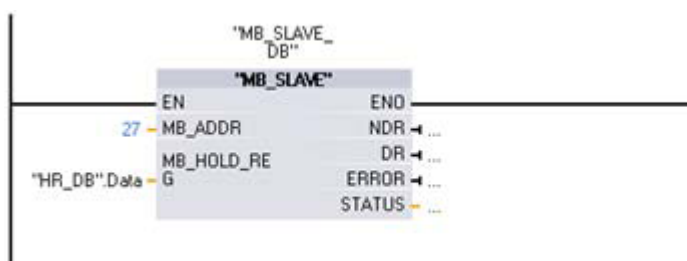 "MB_SLAVE_
DB"
"MB_SLAVE"
EN ENO
27 MB_ADDR NDR ...
MB_HOLD_RE DR ...
"HR_DB".Data G ERROR ...
STATUS ...